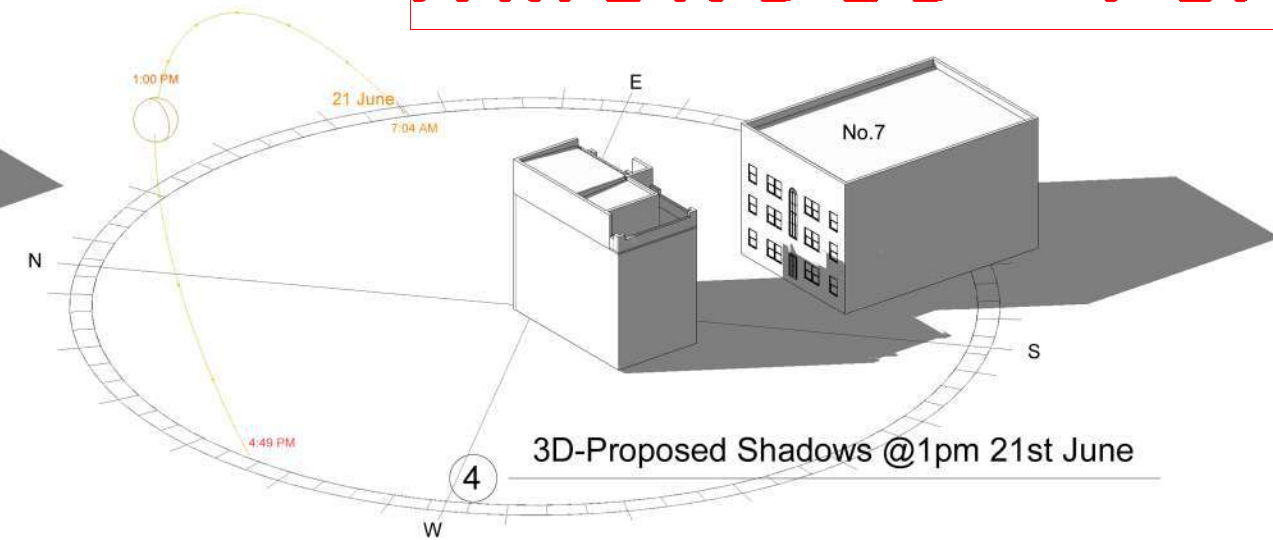 E
1:00 PM
21 June
7:04 AM
No.7
N
S
4:49 PM
3D-Proposed Shadows @1pm 21st June
4
W